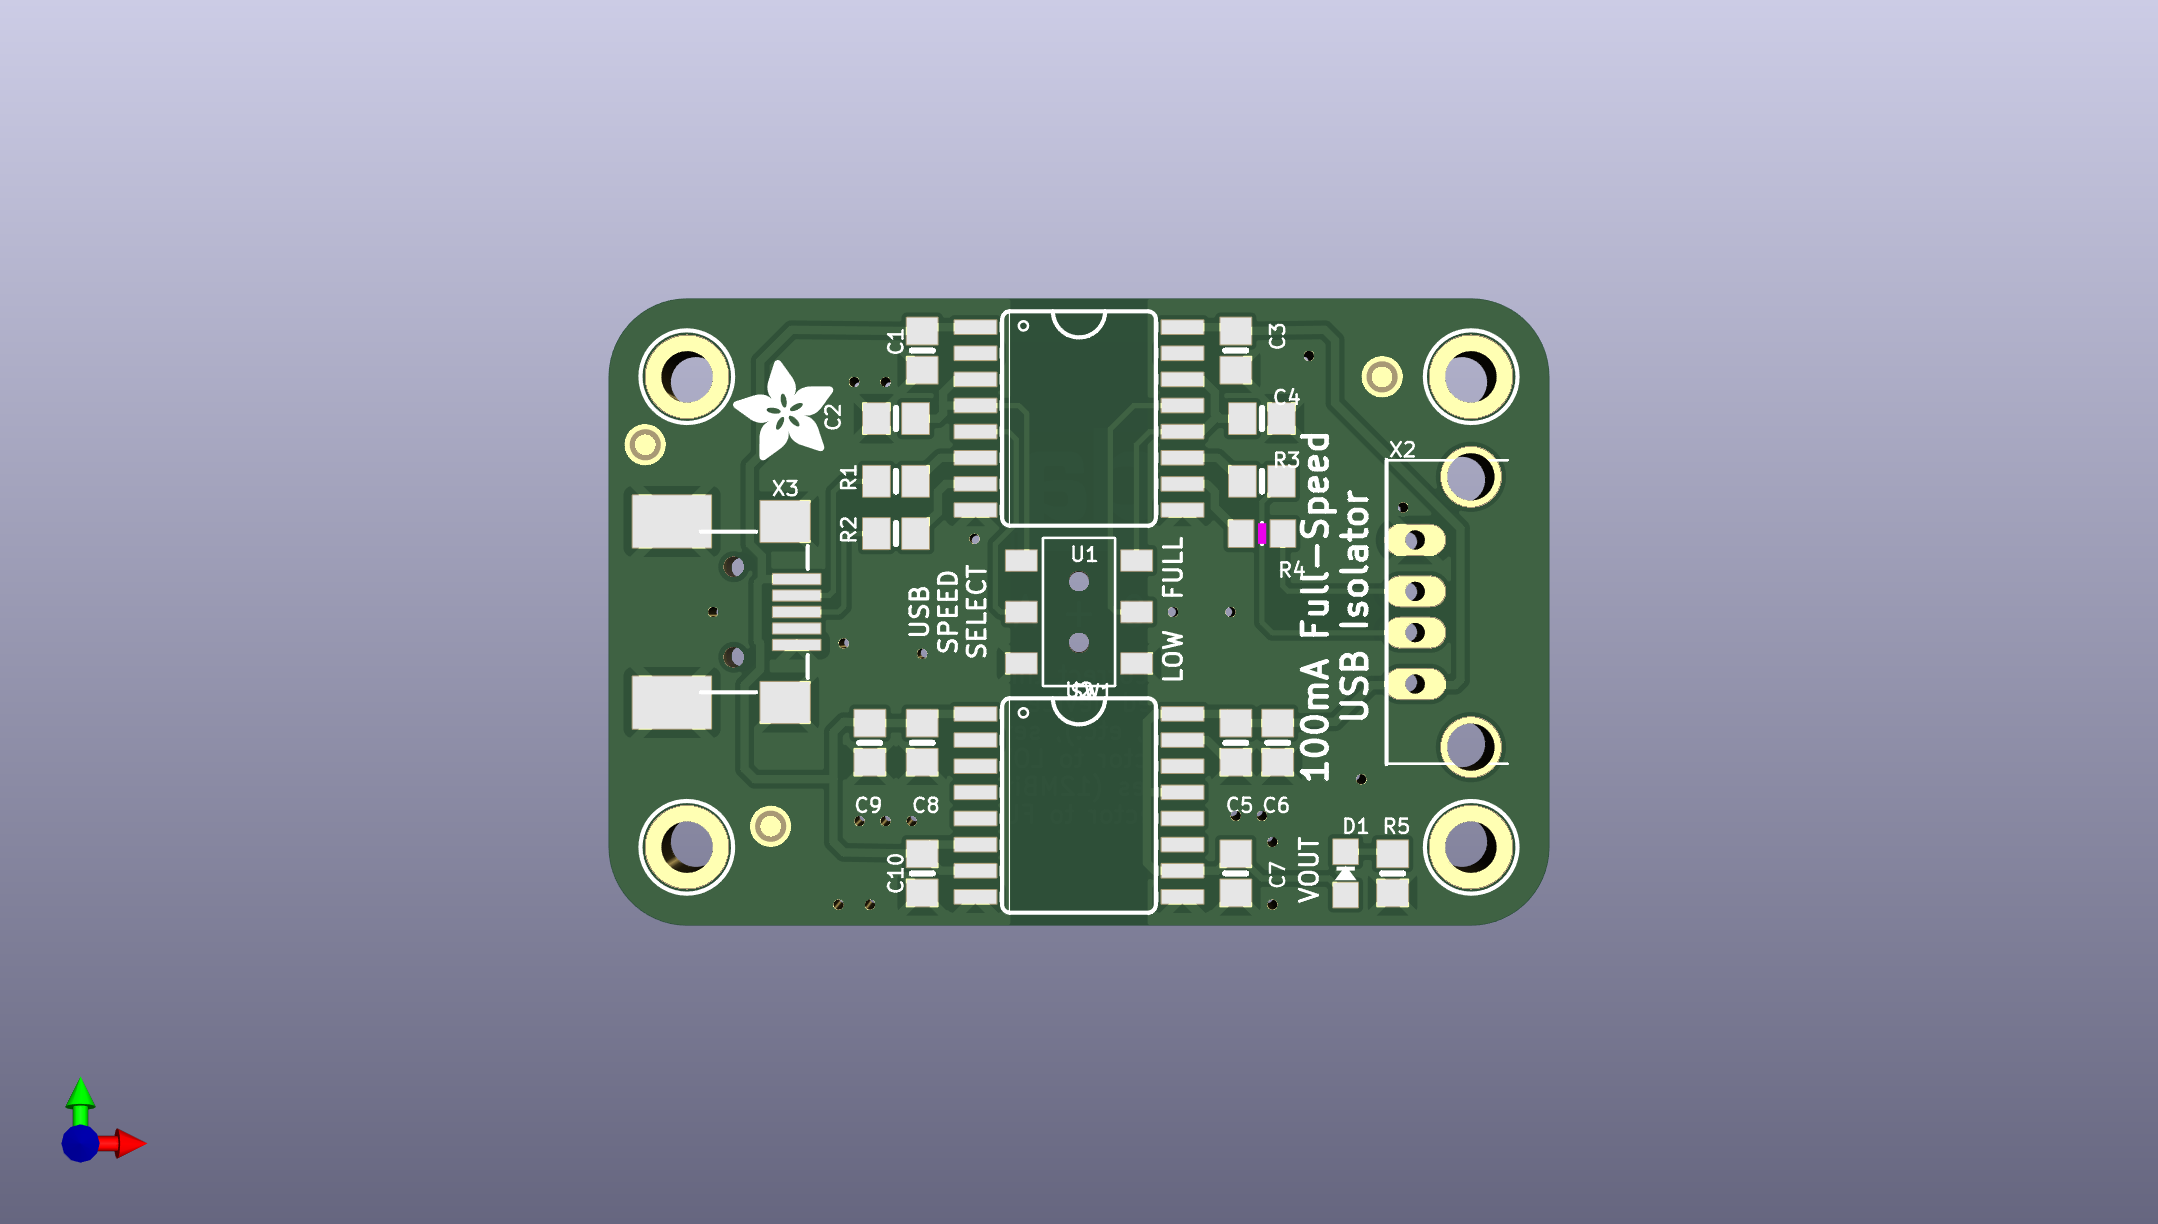 C1
C3
C2
C4
R1
R3
X2
X3
R2
U1
FULL
R4
USB
SPEED
SELECT
LOW
100mA Full-Speed
USB Isolator
C9
C8
C5
C6
D1
R5
C10
C7
VOUT